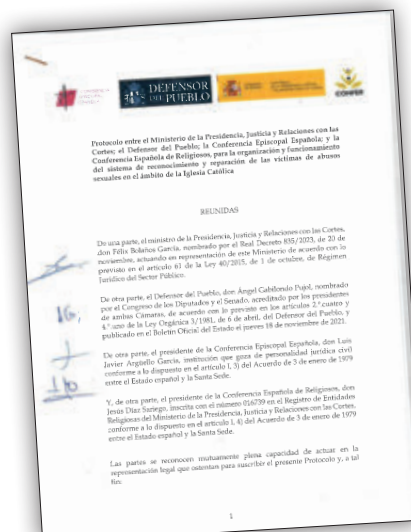 DEFENSOR
DEL PUEBLO
CONFER
Protocolo entre el Ministerio de la Presidencia, Justicia y Relaciones con las
Cortes; el Defensor del Pueblo; la Conferencia Episcopal Española; y la
Conferencia Española de Religiosos, para la organización y funcionamiento
del sistema de reconocimiento y reparación de las víctimas de abusos
sexuales en el ámbito de la Iglesia Católica
REUNIDAS
De una parte, el ministro de la Presidencia, Justicia y Relaciones con las Cortes,
don Félix Bolaños García, nombrado por el Real Decreto 835/2023, de 20 de
noviembre, actuando en representación de este Ministerio de acuerdo con lo
previsto en el artículo 61 de la Ley 40/2015, de 1 de octubre, de Régimen
Jurídico del Sector Público.
De otra parte, el Defensor del Pueblo, don Ángel Gabilondo Pujol, nombrado
por el Congreso de los Diputados y el Senado, acreditado por los presidentes
de ambas Cámaras, de acuerdo con lo previsto en los artículos 2.º cuatro y
4.º uno de la Ley Orgánica 3/1981, de 6 de abril, del Defensor del Pueblo, y
publicado en el Boletín Oficial del Estado el jueves 18 de noviembre de 2021.
De otra parte, el presidente de la Conferencia Episcopal Española, don Luis
Javier Argüello García, institución que goza de personalidad jurídica civil
conforme a lo dispuesto en el artículo I, 3) del Acuerdo de 3 de enero de 1979
entre el Estado español y la Santa Sede.
Y, de otra parte, el presidente de la Conferencia Española de Religiosos, don
Jesús Díaz Sariego, inscrita con el número 016739 en el Registro de Entidades
Religiosas del Ministerio de la Presidencia, Justicia y Relaciones con las Cortes,
conforme a lo dispuesto en el artículo I, 4) del Acuerdo de 3 de enero de 1979
entre el Estado español y la Santa Sede.
Las partes se reconocen mutuamente plena capacidad de actuar en la
representación legal que ostentan para suscribir el presente Protocolo y, a tal
fin:
1